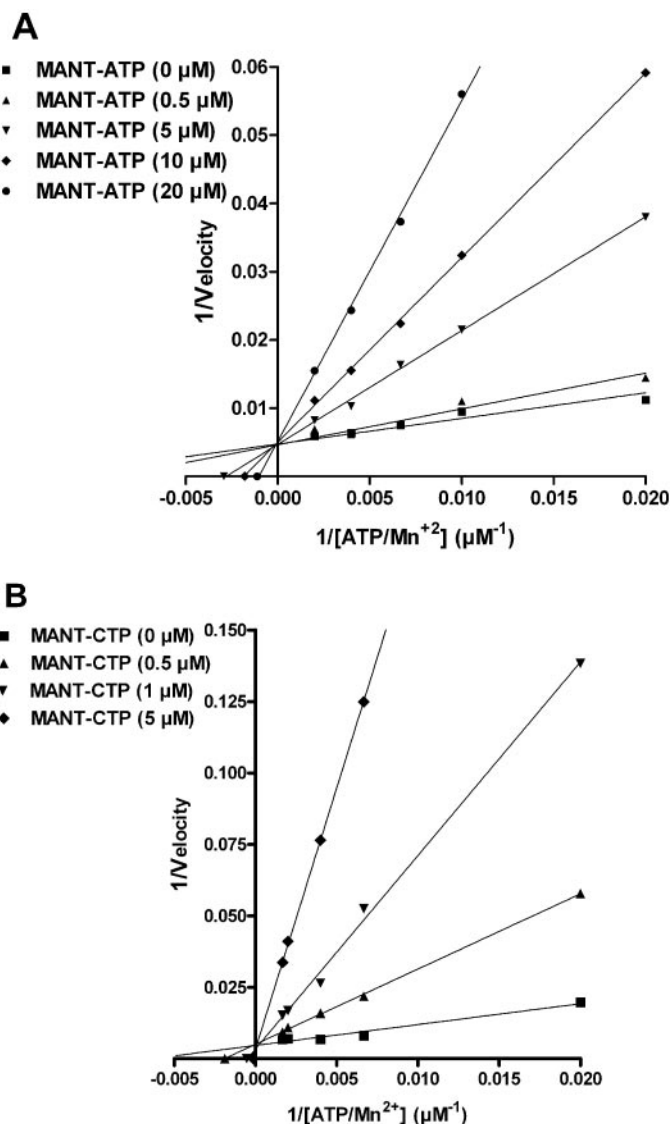 A
MANT-ATP (0 µM)
MANT-ATP (0.5 µM)
MANT-ATP (5 µM)
MANT-ATP (10 µM)
MANT-ATP (20 µM)
1/Velocity
0.06
0.05
0.04
0.03
0.02
0.01
-0.005 0.000 0.005 0.010 0.015 0.020
1/[ATP/Mn⁺²] (µM⁻¹)
B
MANT-CTP (0 µM)
MANT-CTP (0.5 µM)
MANT-CTP (1 µM)
MANT-CTP (5 µM)
1/Velocity
0.150
0.125
0.100
0.075
0.050
0.025
-0.005 0.000 0.005 0.010 0.015 0.020
1/[ATP/Mn²⁺] (µM⁻¹)